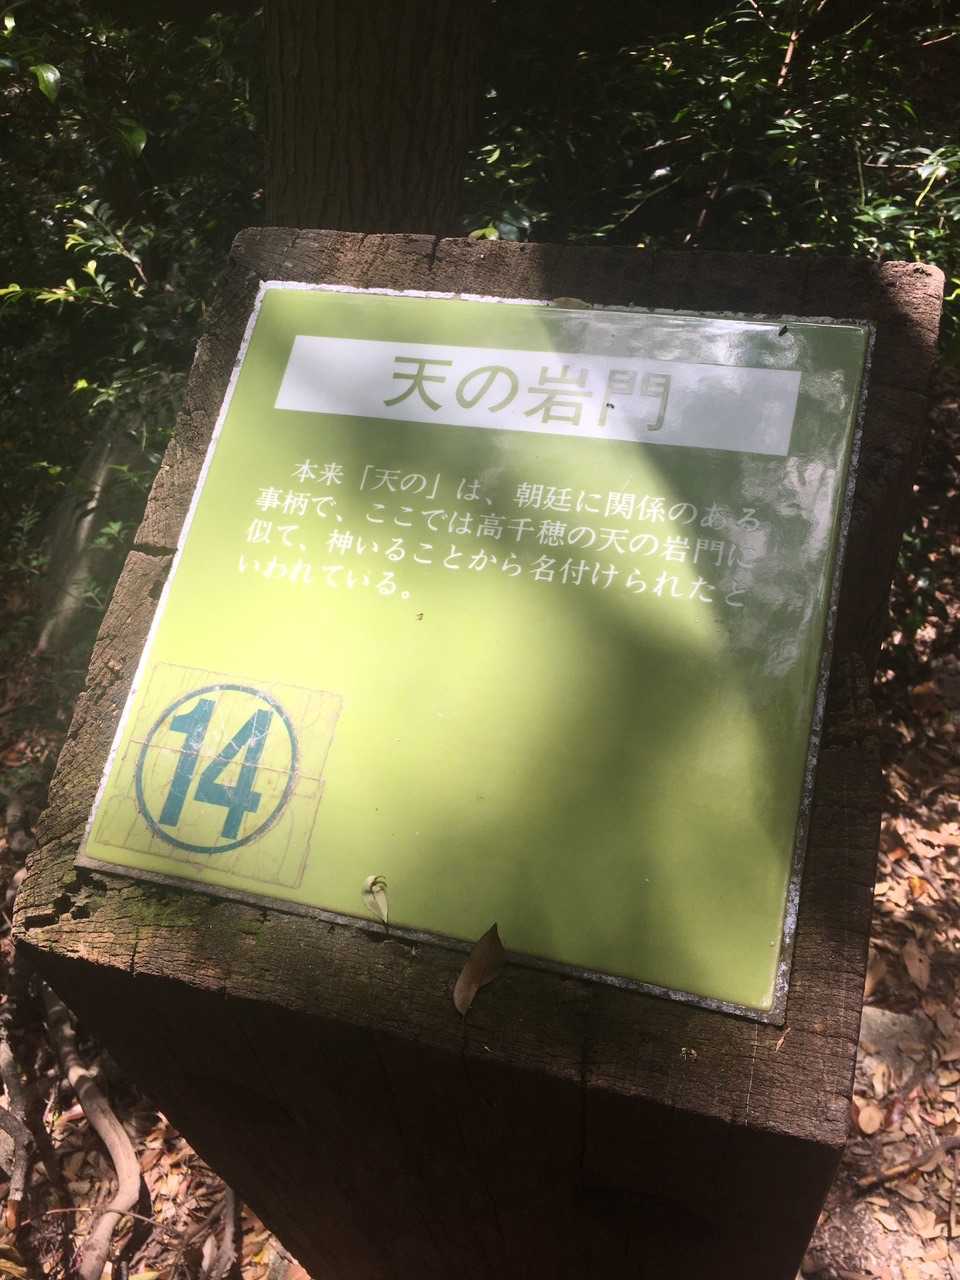 天の岩門
本来「天の」は、朝廷に関係のある
事柄で、ここでは高千穂の天の岩門に
似て、神いることから名付けられたと
いわれている。
14